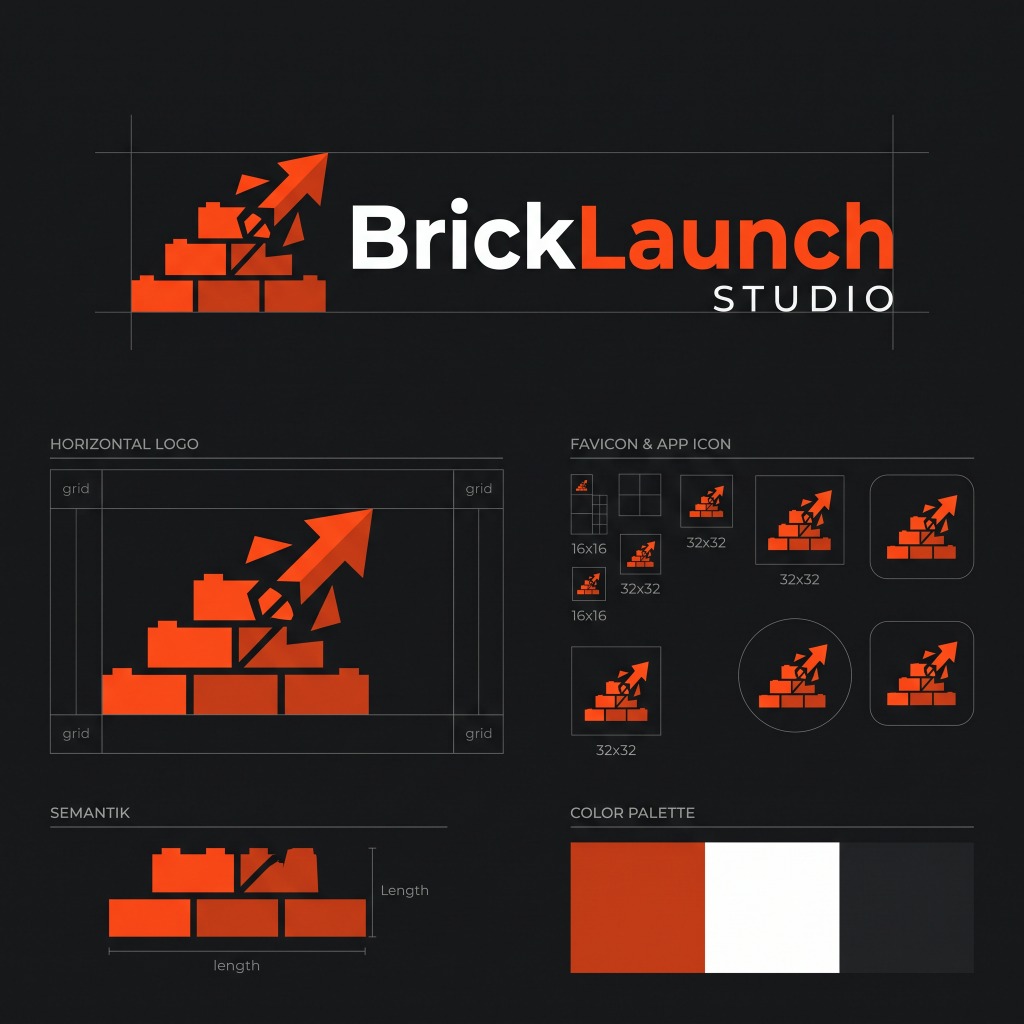 BrickLaunch
STUDIO
HORIZONTAL LOGO
grid
grid
grid
grid
FAVICON & APP ICON
16x16
32x32
32x32
32x32
16x16
32x32
SEMANTIK
Length
length
COLOR PALETTE